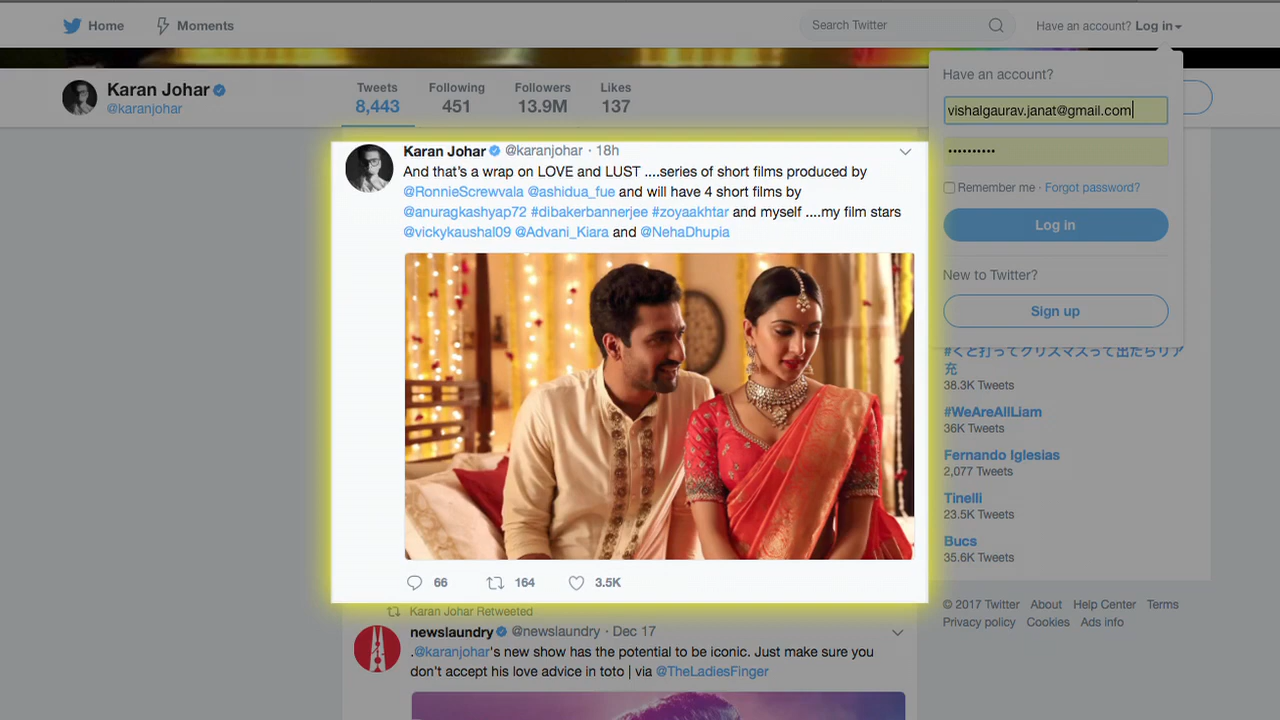 Home
Moments
Search Twitter
Have an account? Log in
Karan Johar
@karanjohar
Tweets
8,443
Following
451
Followers
13.9M
Likes
137
Have an account?
vishalgaurav.janat@gmail.com
••••••••••
Remember me · Forgot password?
Log in
New to Twitter?
Sign up
Karan Johar @karanjohar · 18h
And that's a wrap on LOVE and LUST ....series of short films produced by
@RonnieScrewvala @ashidua_fue and will have 4 short films by
@anuragkashyap72 #dibakerbannerjee #zoyaakhtar and myself ....my film stars
@vickykaushal09 @Advani_Kiara and @NehaDhupia
66
164
3.5K
Karan Johar Retweeted
newslaundry @newslaundry · Dec 17
.@karanjohar's new show has the potential to be iconic. Just make sure you
don't accept his love advice in toto | via @TheLadiesFinger
#くと打ってクリスマスって出たらリア
充
38.3K Tweets
#WeAreAllLiam
36K Tweets
Fernando Iglesias
2,077 Tweets
Tinelli
23.5K Tweets
Bucs
35.6K Tweets
© 2017 Twitter About Help Center Terms
Privacy policy Cookies Ads info